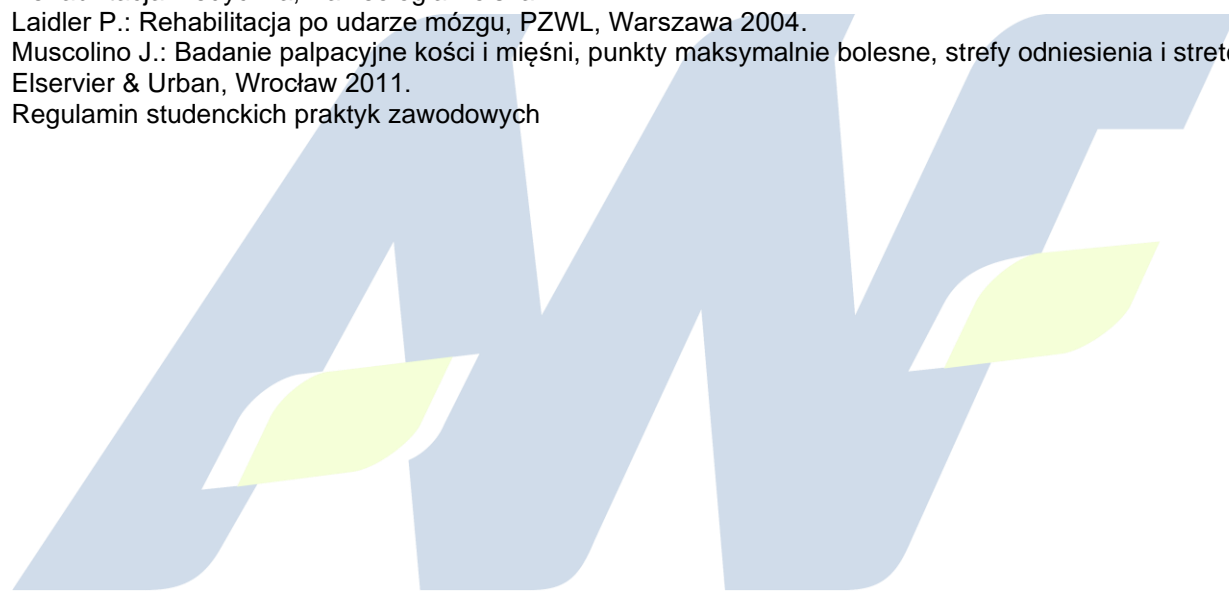 Laidler P.: Rehabilitacja po udarze mózgu, PZWL, Warszawa 2004.
Muscolino J.: Badanie palpacyjne kości i mięśni, punkty maksymalnie bolesne, strefy odniesienia i stret
Elservier & Urban, Wrocław 2011.
Regulamin studenckich praktyk zawodowych
AWF